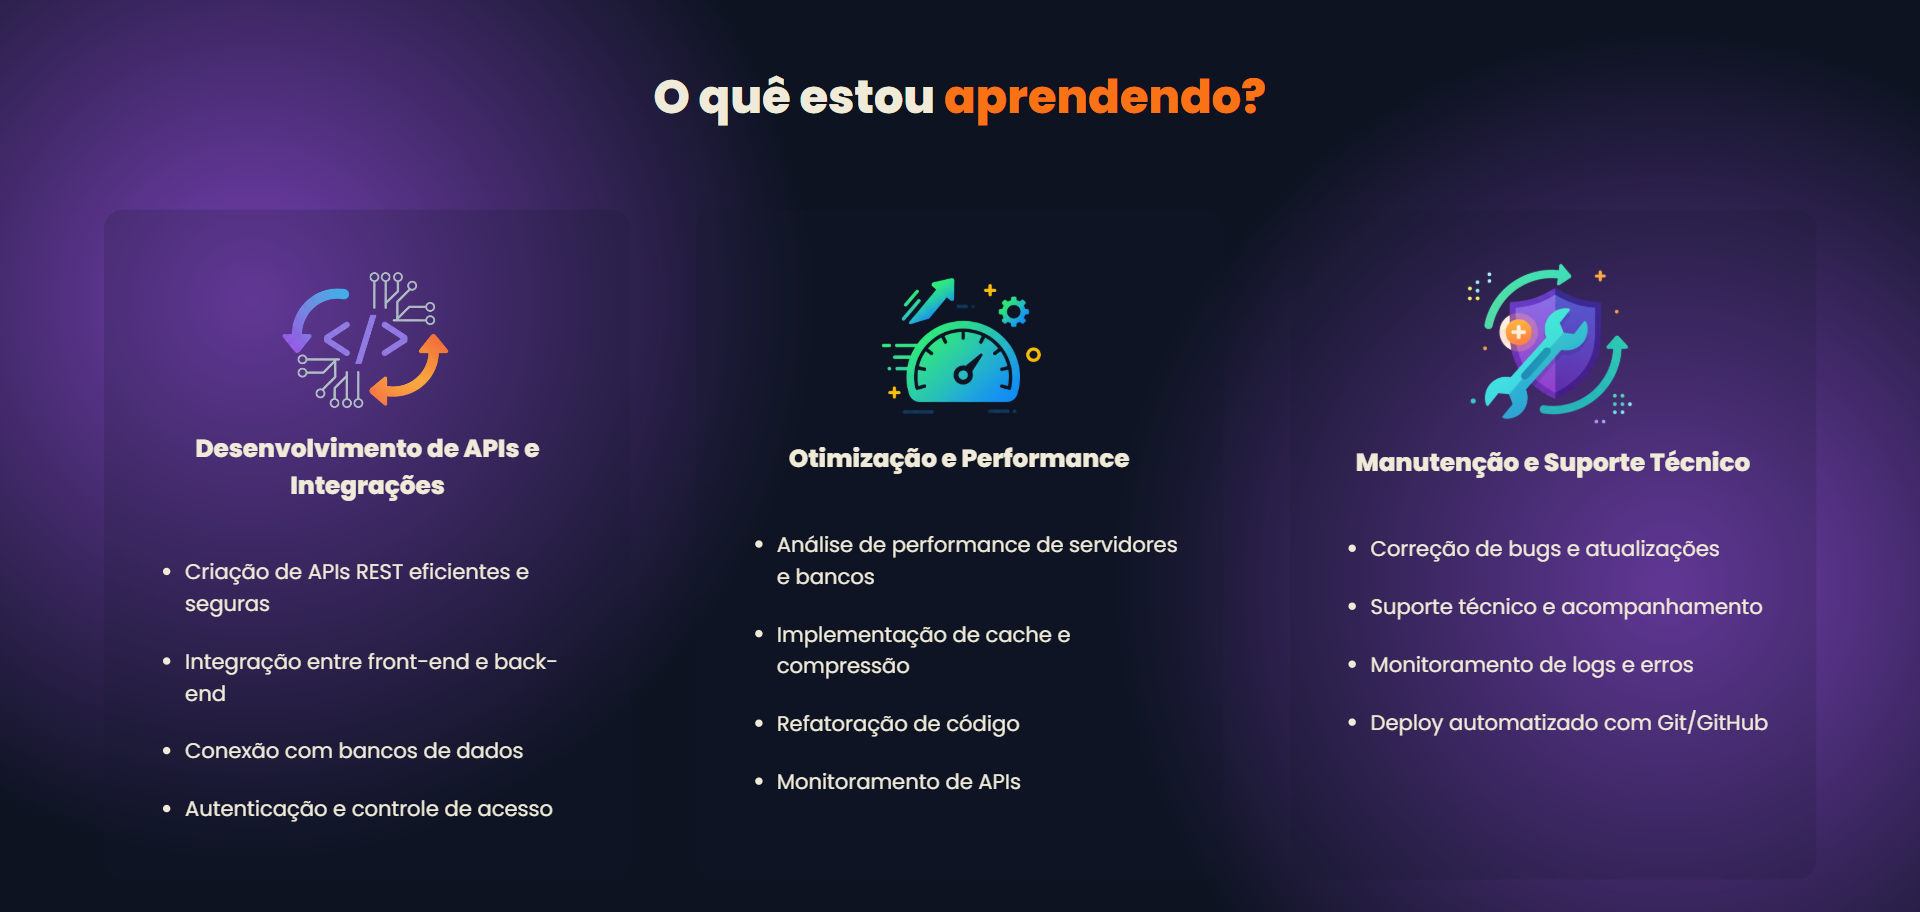 O quê estou aprendendo?
Desenvolvimento de APIs e
Integrações
• Criação de APIs REST eficientes e
seguras
• Integração entre front-end e back-
end
• Conexão com bancos de dados
• Autenticação e controle de acesso
Otimização e Performance
• Análise de performance de servidores
e bancos
• Implementação de cache e
compressão
• Refatoração de código
• Monitoramento de APIs
Manutenção e Suporte Técnico
• Correção de bugs e atualizações
• Suporte técnico e acompanhamento
• Monitoramento de logs e erros
• Deploy automatizado com Git/GitHub